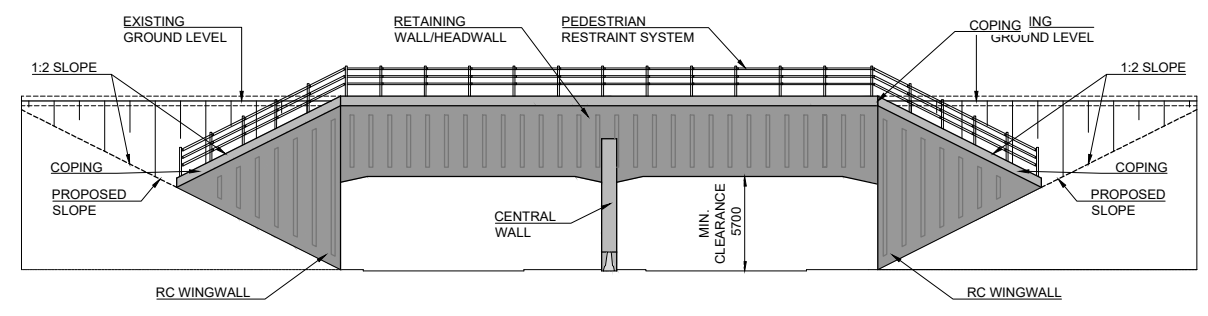 EXISTING
GROUND LEVEL
RETAINING
WALL/HEADWALL
PEDESTRIAN
RESTRAINT SYSTEM
COPING
ING
GROUND LEVEL
1:2 SLOPE
1:2 SLOPE
COPING
COPING
PROPOSED
SLOPE
PROPOSED
SLOPE
CENTRAL
WALL
MIN.
CLEARANCE
5700
RC WINGWALL
RC WINGWALL